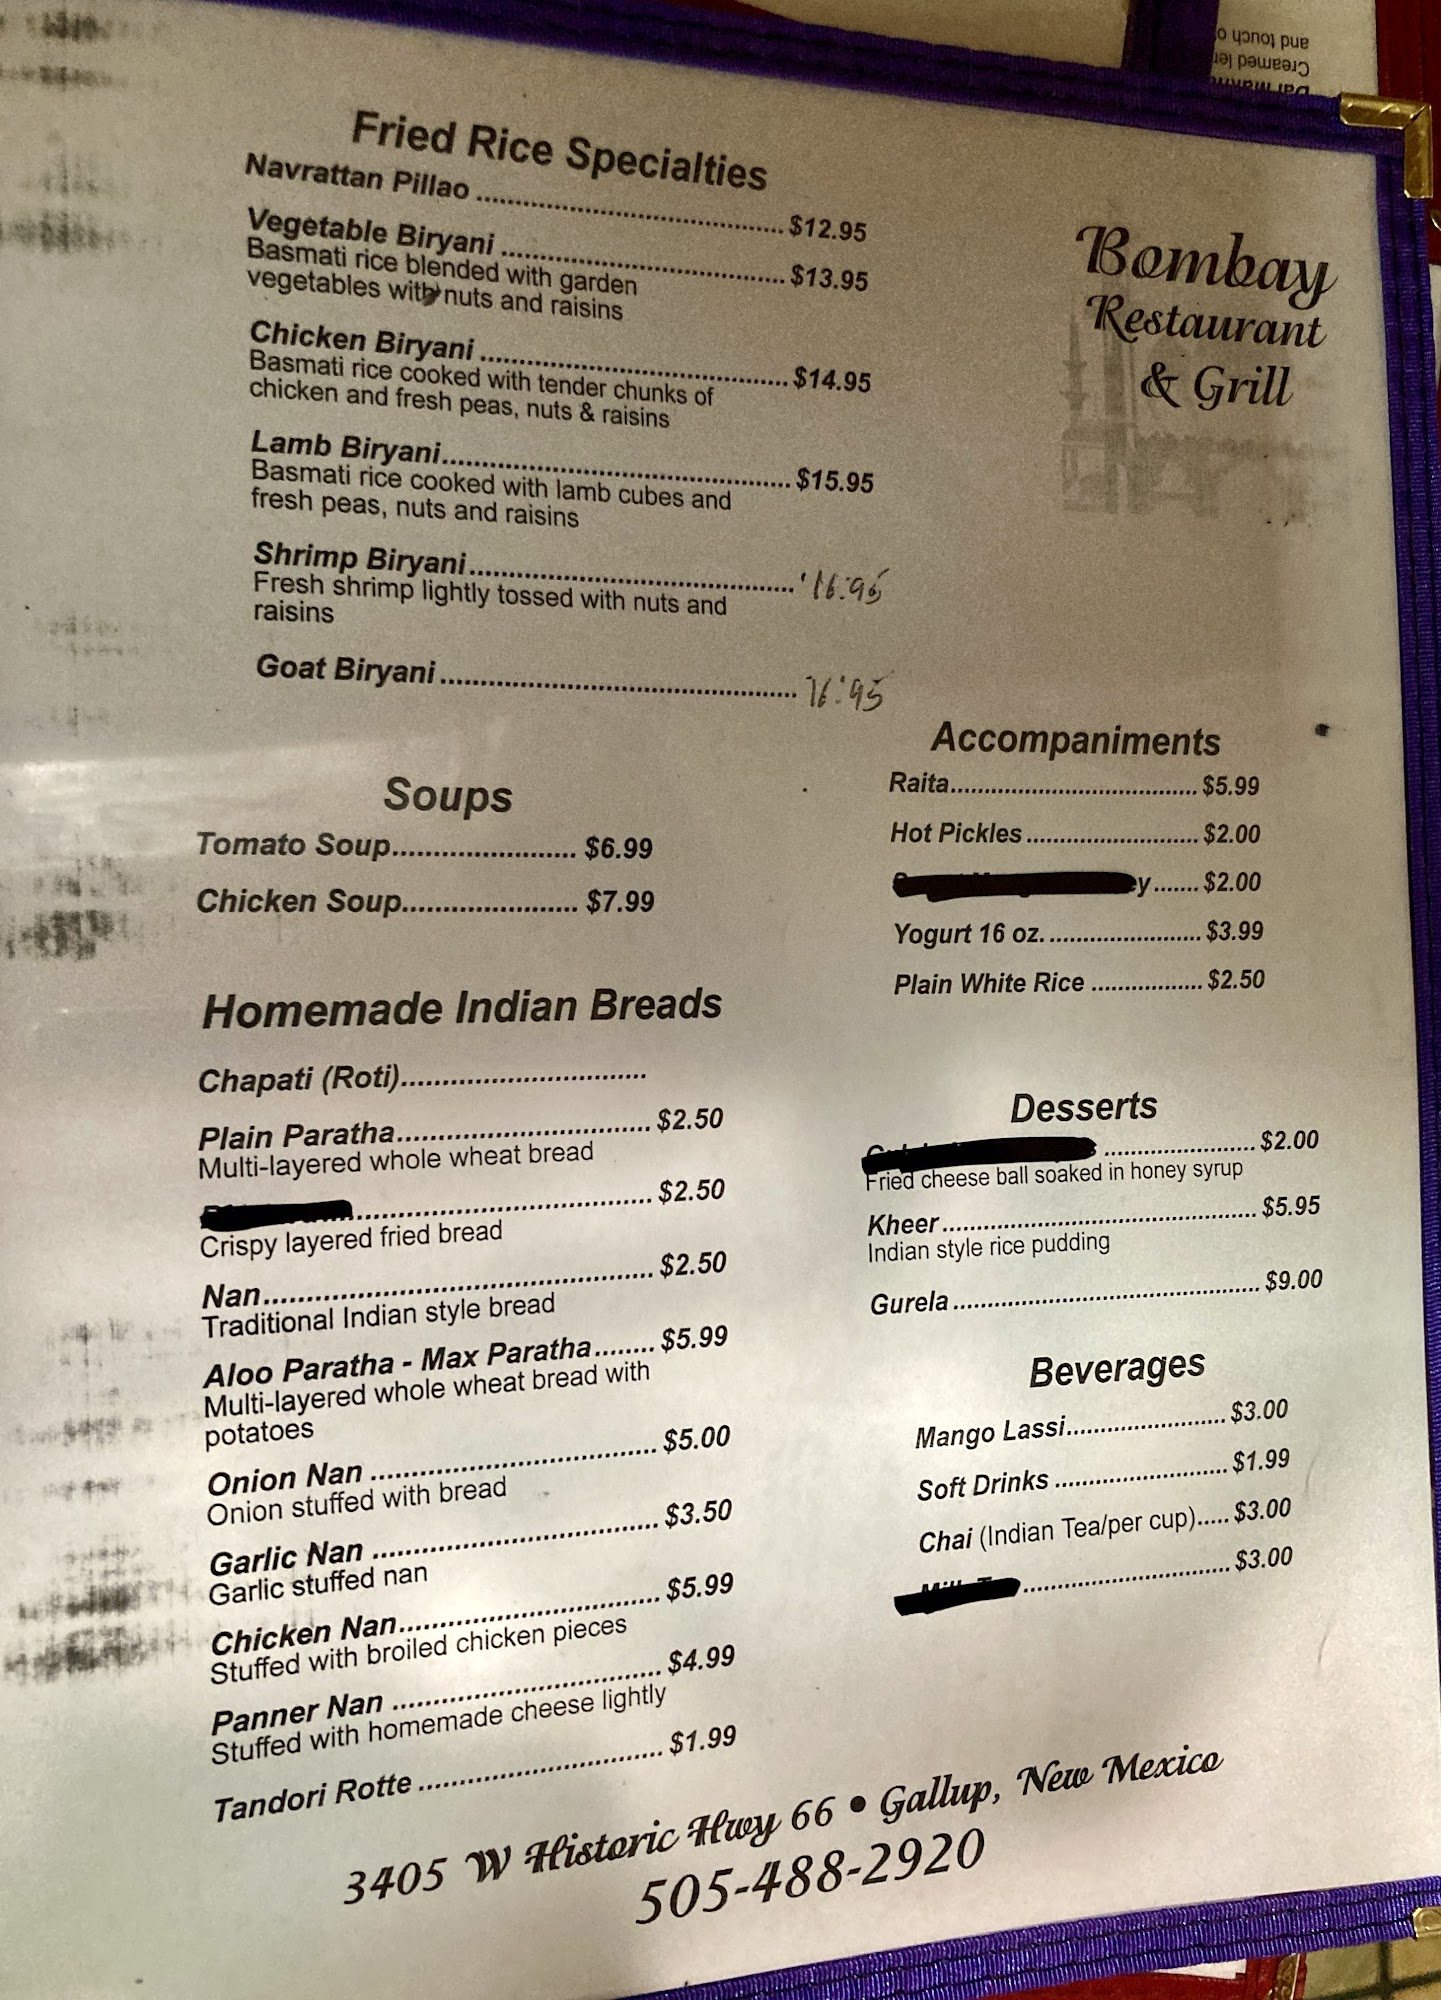 and touch o
Creamed len
Fried Rice Specialties
Navrattan Pillao ........ $12.95
Vegetable Biryani ........ $13.95
Basmati rice blended with garden
vegetables with nuts and raisins
Chicken Biryani ........ $14.95
Basmati rice cooked with tender chunks of
chicken and fresh peas, nuts & raisins
Lamb Biryani........ $15.95
Basmati rice cooked with lamb cubes and
fresh peas, nuts and raisins
Shrimp Biryani........ 16.95
Fresh shrimp lightly tossed with nuts and
raisins
Goat Biryani........ 16.95
Bombay
Restaurant
& Grill
Soups
Tomato Soup........ $6.99
Chicken Soup........ $7.99
Homemade Indian Breads
Chapati (Roti)........
Plain Paratha........ $2.50
Multi-layered whole wheat bread
........ $2.50
Crispy layered fried bread
Nan........ $2.50
Traditional Indian style bread
Aloo Paratha - Max Paratha........ $5.99
Multi-layered whole wheat bread with
potatoes
Onion Nan ........ $5.00
Onion stuffed with bread
Garlic Nan ........ $3.50
Garlic stuffed nan
Chicken Nan........ $5.99
Stuffed with broiled chicken pieces
Panner Nan ........ $4.99
Stuffed with homemade cheese lightly
Tandori Rotte ........ $1.99
Accompaniments
Raita........ $5.99
Hot Pickles ........ $2.00
y....... $2.00
Yogurt 16 oz. ........ $3.99
Plain White Rice ........ $2.50
Desserts
........ $2.00
Fried cheese ball soaked in honey syrup
Kheer ........ $5.95
Indian style rice pudding
Gurela ........ $9.00
Beverages
Mango Lassi........ $3.00
Soft Drinks ........ $1.99
Chai (Indian Tea/per cup)..... $3.00
........ $3.00
3405 W Historic Hwy 66 • Gallup, New Mexico
505-488-2920